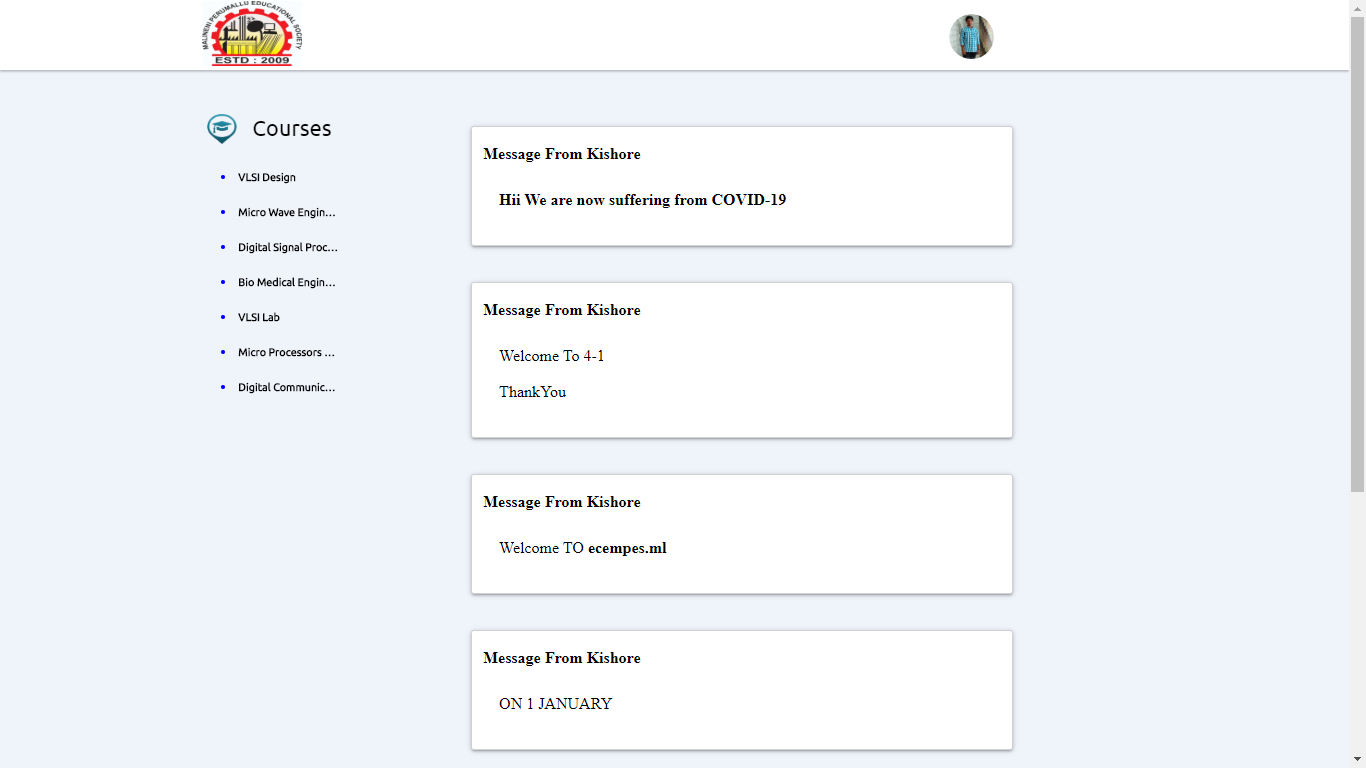 MALINENI PERUMALLU EDUCATIONAL SOCIETY
ESTD : 2009
Courses
VLSI Design
Micro Wave Engin...
Digital Signal Proc...
Bio Medical Engin...
VLSI Lab
Micro Processors ...
Digital Communic...
Message From Kishore
Hii We are now suffering from COVID-19
Message From Kishore
Welcome To 4-1
ThankYou
Message From Kishore
Welcome TO ecempes.ml
Message From Kishore
ON 1 JANUARY